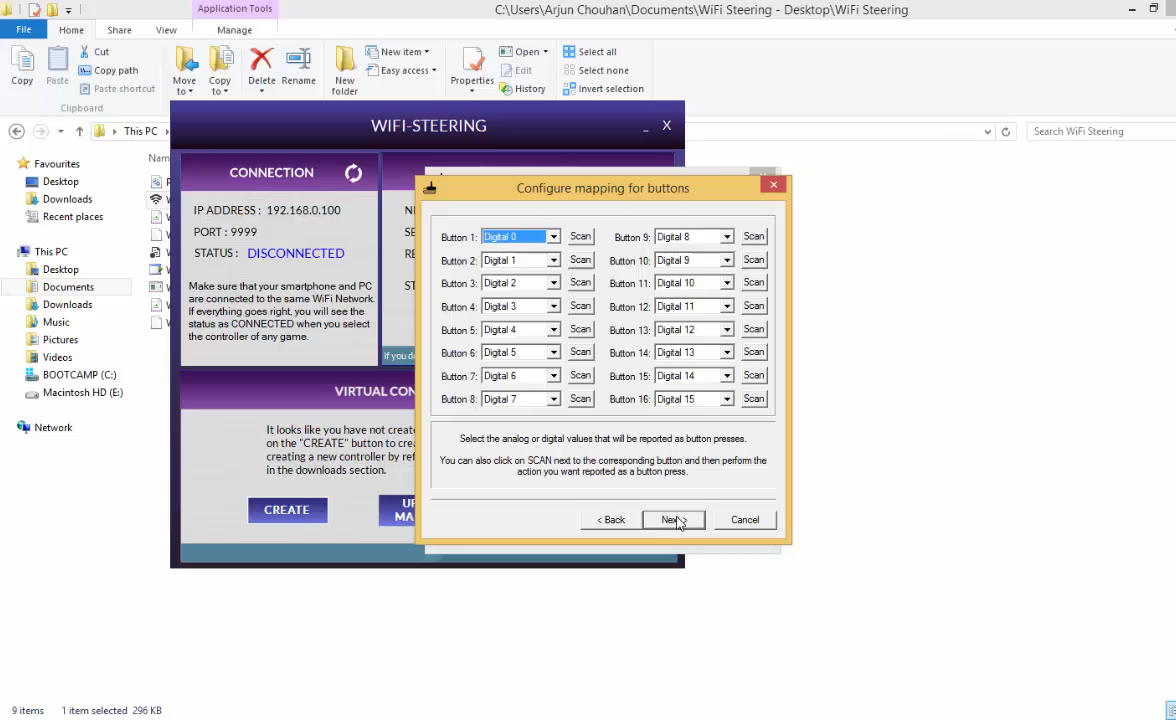 Application Tools
C:\Users\Arjun Chouhan\Documents\WiFi Steering - Desktop\WiFi Steering
File Home Share View Manage
Copy
Paste
Cut
Copy path
Paste shortcut
Clipboard
Move to
Copy to
Delete
Rename
New folder
New item
Easy access
Properties
Open
Edit
History
Select all
Select none
Invert selection
This PC
Search WiFi Steering
Favourites
Desktop
Downloads
Recent places
This PC
Desktop
Documents
Downloads
Music
Pictures
Videos
BOOTCAMP (C:)
Macintosh HD (E:)
Network
WIFI-STEERING
_ X
CONNECTION
IP ADDRESS : 192.168.0.100
PORT : 9999
STATUS : DISCONNECTED
Make sure that your smartphone and PC
are connected to the same WiFi Network.
If everything goes right, you will see the
status as CONNECTED when you select
the controller of any game.
If you do
VIRTUAL CON
It looks like you have not create
on the "CREATE" button to crea
creating a new controller by ref
in the downloads section.
CREATE
Configure mapping for buttons
Button 1: Digital 0 Scan Button 9: Digital 8 Scan
Button 2: Digital 1 Scan Button 10: Digital 9 Scan
Button 3: Digital 2 Scan Button 11: Digital 10 Scan
Button 4: Digital 3 Scan Button 12: Digital 11 Scan
Button 5: Digital 4 Scan Button 13: Digital 12 Scan
Button 6: Digital 5 Scan Button 14: Digital 13 Scan
Button 7: Digital 6 Scan Button 15: Digital 14 Scan
Button 8: Digital 7 Scan Button 16: Digital 15 Scan
Select the analog or digital values that will be reported as button presses.
You can also click on SCAN next to the corresponding button and then perform the
action you want reported as a button press.
< Back Next > Cancel
9 items 1 item selected 296 KB